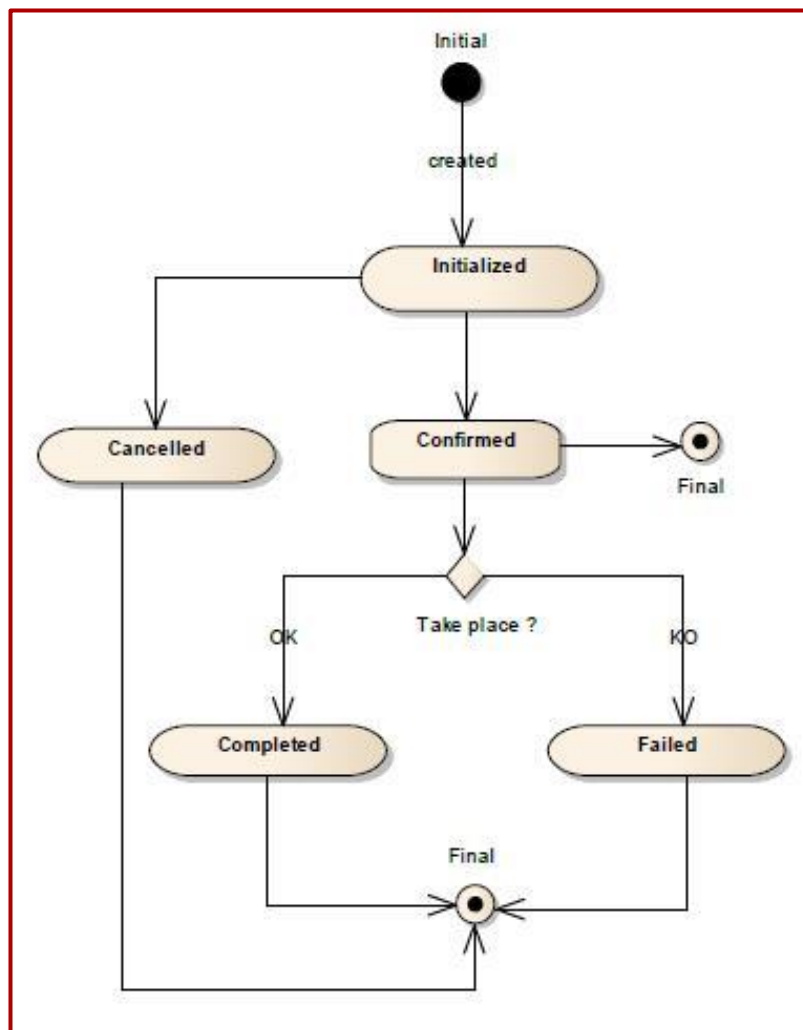 Initial
created
Initialized
Cancelled
Confirmed
Final
Take place ?
OK
KO
Completed
Failed
Final